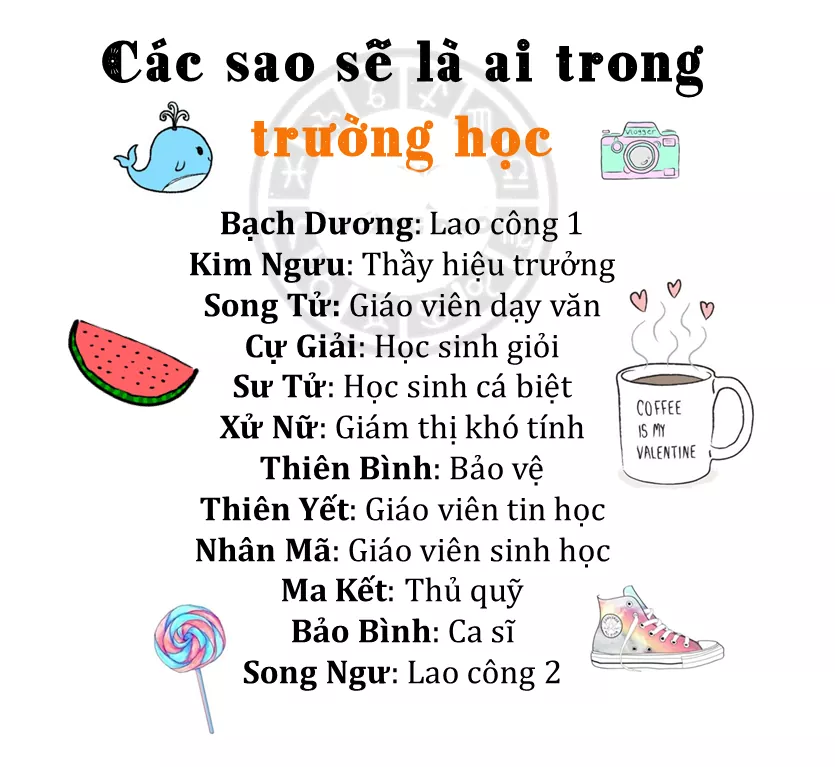 Các sao sẽ là ai trong
trường học
vlogger
Bạch Dương: Lao công 1
Kim Ngưu: Thầy hiệu trưởng
Song Tử: Giáo viên dạy văn
Cự Giải: Học sinh giỏi
Sư Tử: Học sinh cá biệt
Xử Nữ: Giám thị khó tính
Thiên Bình: Bảo vệ
Thiên Yết: Giáo viên tin học
Nhân Mã: Giáo viên sinh học
Ma Kết: Thủ quỹ
Bảo Bình: Ca sĩ
Song Ngư: Lao công 2
COFFEE
IS MY
VALENTINE